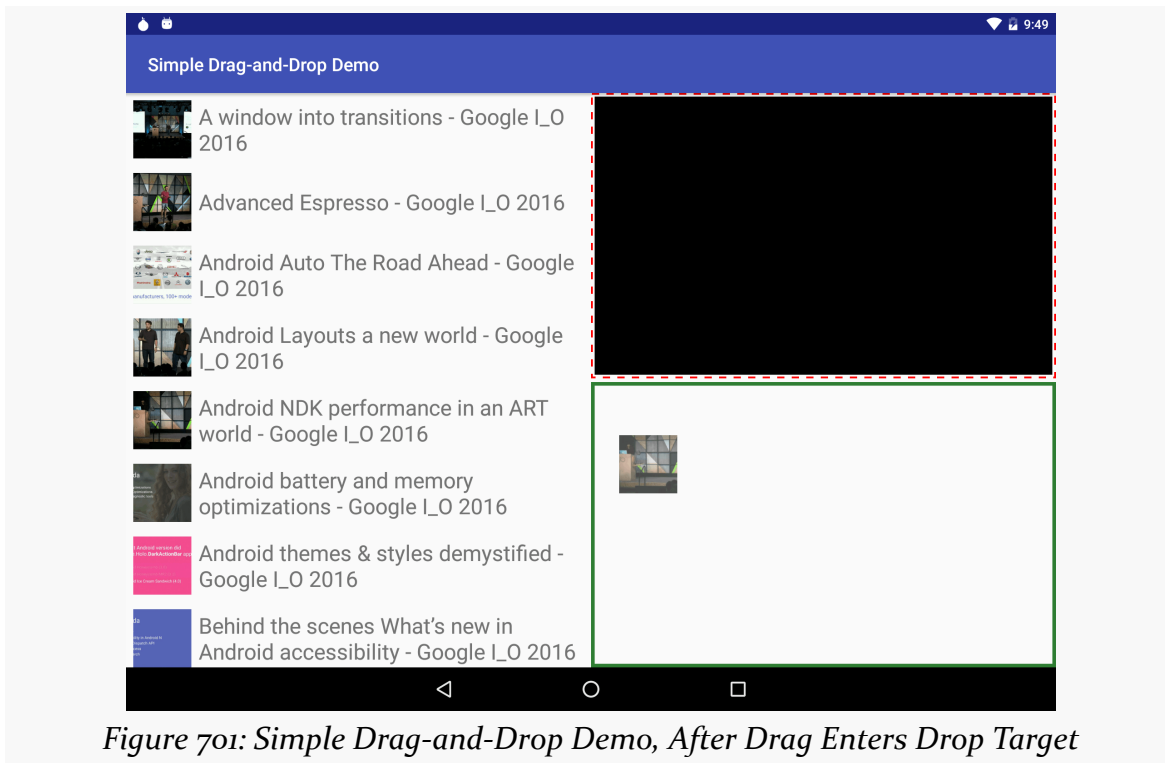 9:49
Simple Drag-and-Drop Demo
A window into transitions - Google I_O
2016
Advanced Espresso - Google I_O 2016
Android Auto The Road Ahead - Google
I_O 2016
anufacturers, 100+ mode
Android Layouts a new world - Google
I_O 2016
Android NDK performance in an ART
world - Google I_O 2016
Android battery and memory
optimizations - Google I_O 2016
Android themes & styles demystified -
Google I_O 2016
Behind the scenes What's new in
Android accessibility - Google I_O 2016
Figure 701: Simple Drag-and-Drop Demo, After Drag Enters Drop Target